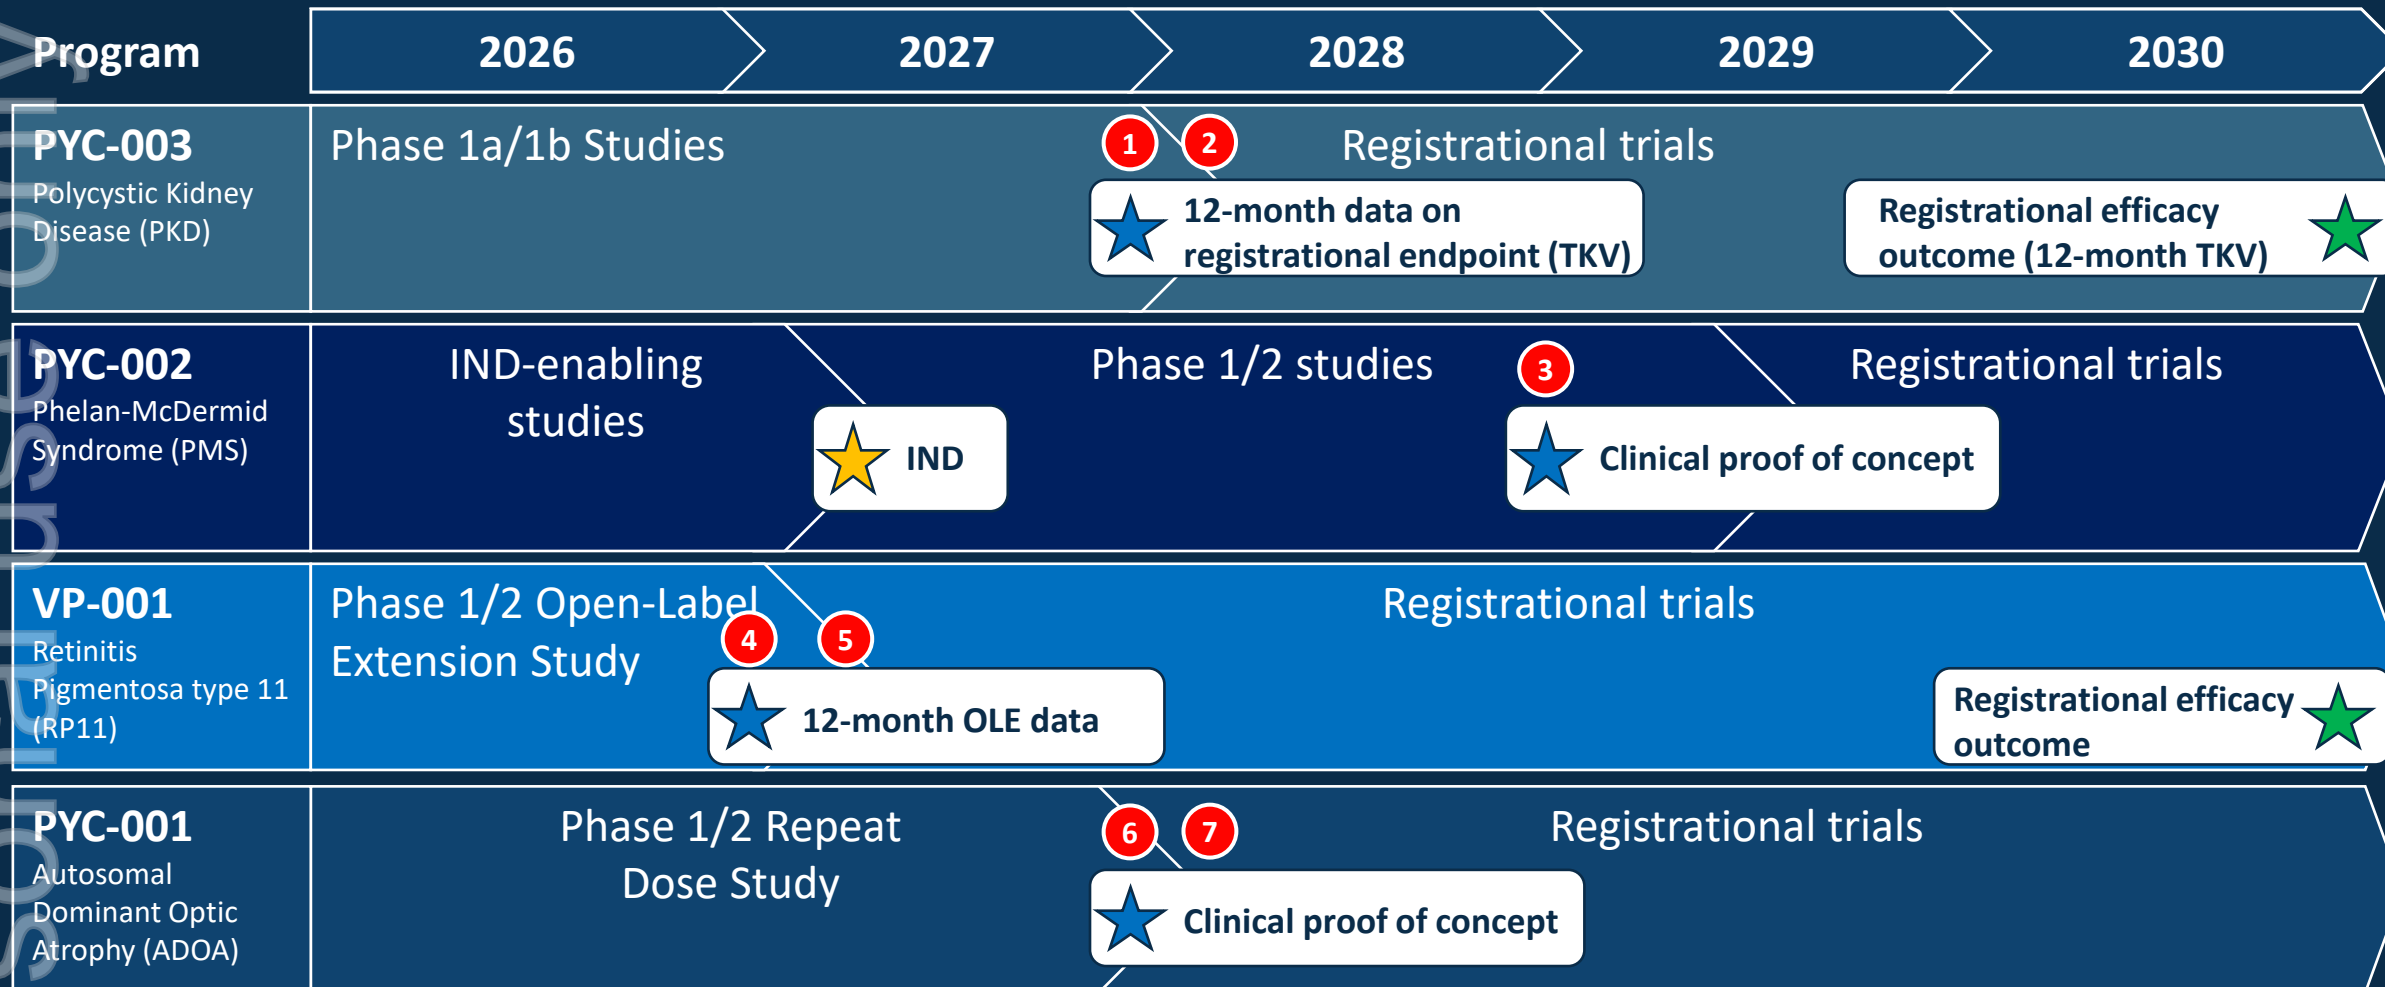 Program
2026
2027
2028
2029
2030
PYC-003
Polycystic Kidney
Disease (PKD)
Phase 1a/1b Studies
1
2
Registrational trials
12-month data on
registrational endpoint (TKV)
Registrational efficacy
outcome (12-month TKV)
PYC-002
Phelan-McDermid
Syndrome (PMS)
IND-enabling
studies
IND
Phase 1/2 studies
3
Registrational trials
Clinical proof of concept
VP-001
Retinitis
Pigmentosa type 11
(RP11)
Phase 1/2 Open-Label
Extension Study
4
5
Registrational trials
12-month OLE data
Registrational efficacy
outcome
PYC-001
Autosomal
Dominant Optic
Atrophy (ADOA)
Phase 1/2 Repeat
Dose Study
6
7
Registrational trials
Clinical proof of concept
use only